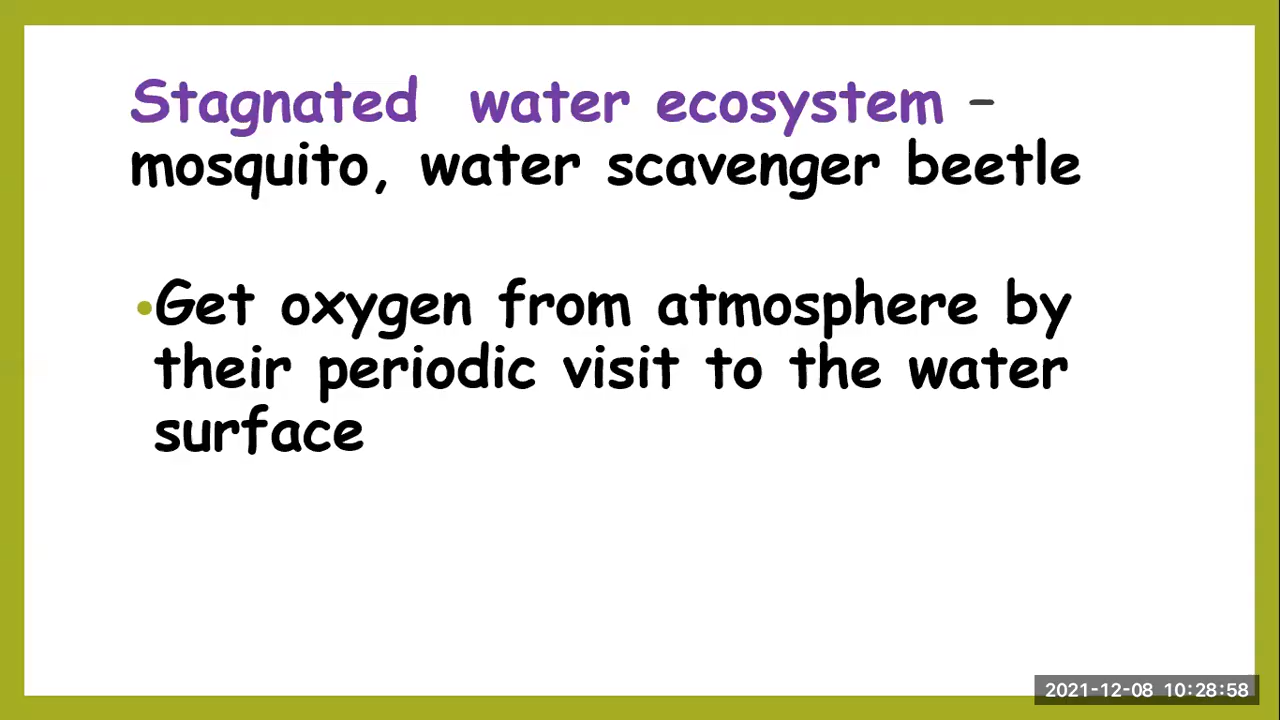 Stagnated water ecosystem –
mosquito, water scavenger beetle
•Get oxygen from atmosphere by
their periodic visit to the water
surface
2021-12-08 10:28:58